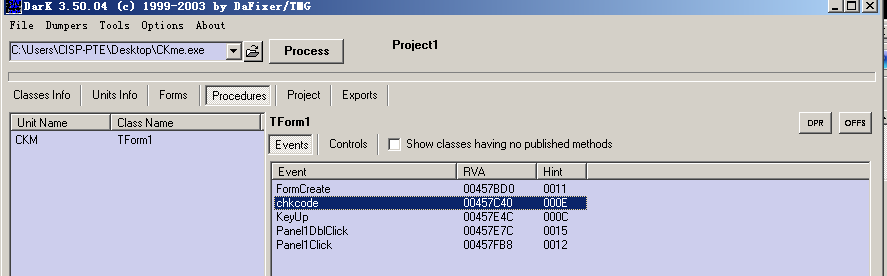 DarK 3.50.04 (c) 1999-2003 by DaFixer/TMG
File Dumpers Tools Options About
C:\Users\CISP-PTE\Desktop\CKme.exe Process Project1
Classes Info Units Info Forms Procedures Project Exports
Unit Name Class Name
CKM TForm1
TForm1 DPR OFFS
Events Controls Show classes having no published methods
Event RVA Hint
FormCreate 00457BD0 0011
chkcode 00457C40 000E
KeyUp 00457E4C 000C
Panel1DblClick 00457E7C 0015
Panel1Click 00457FB8 0012